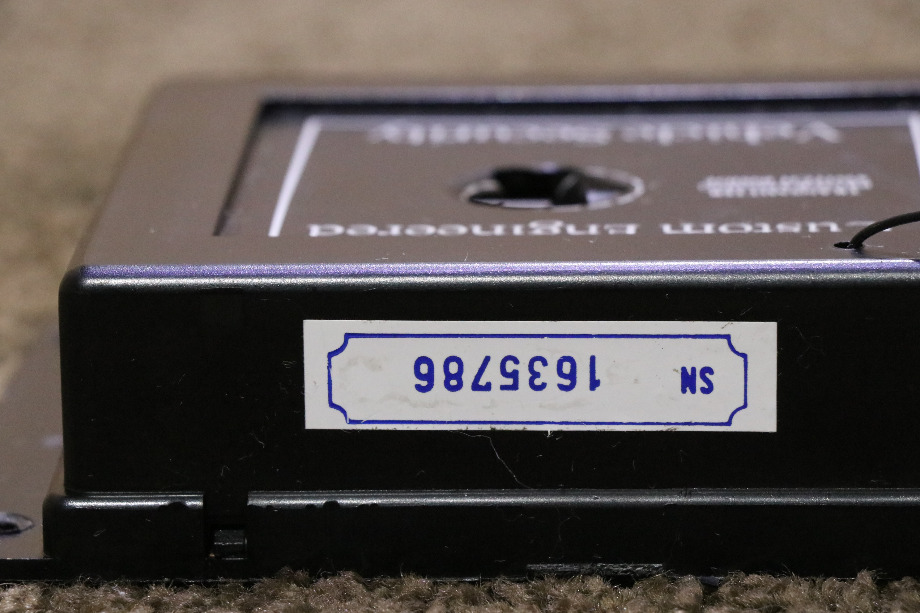 SN 1635786
Custom Engineered
Vehicle Security